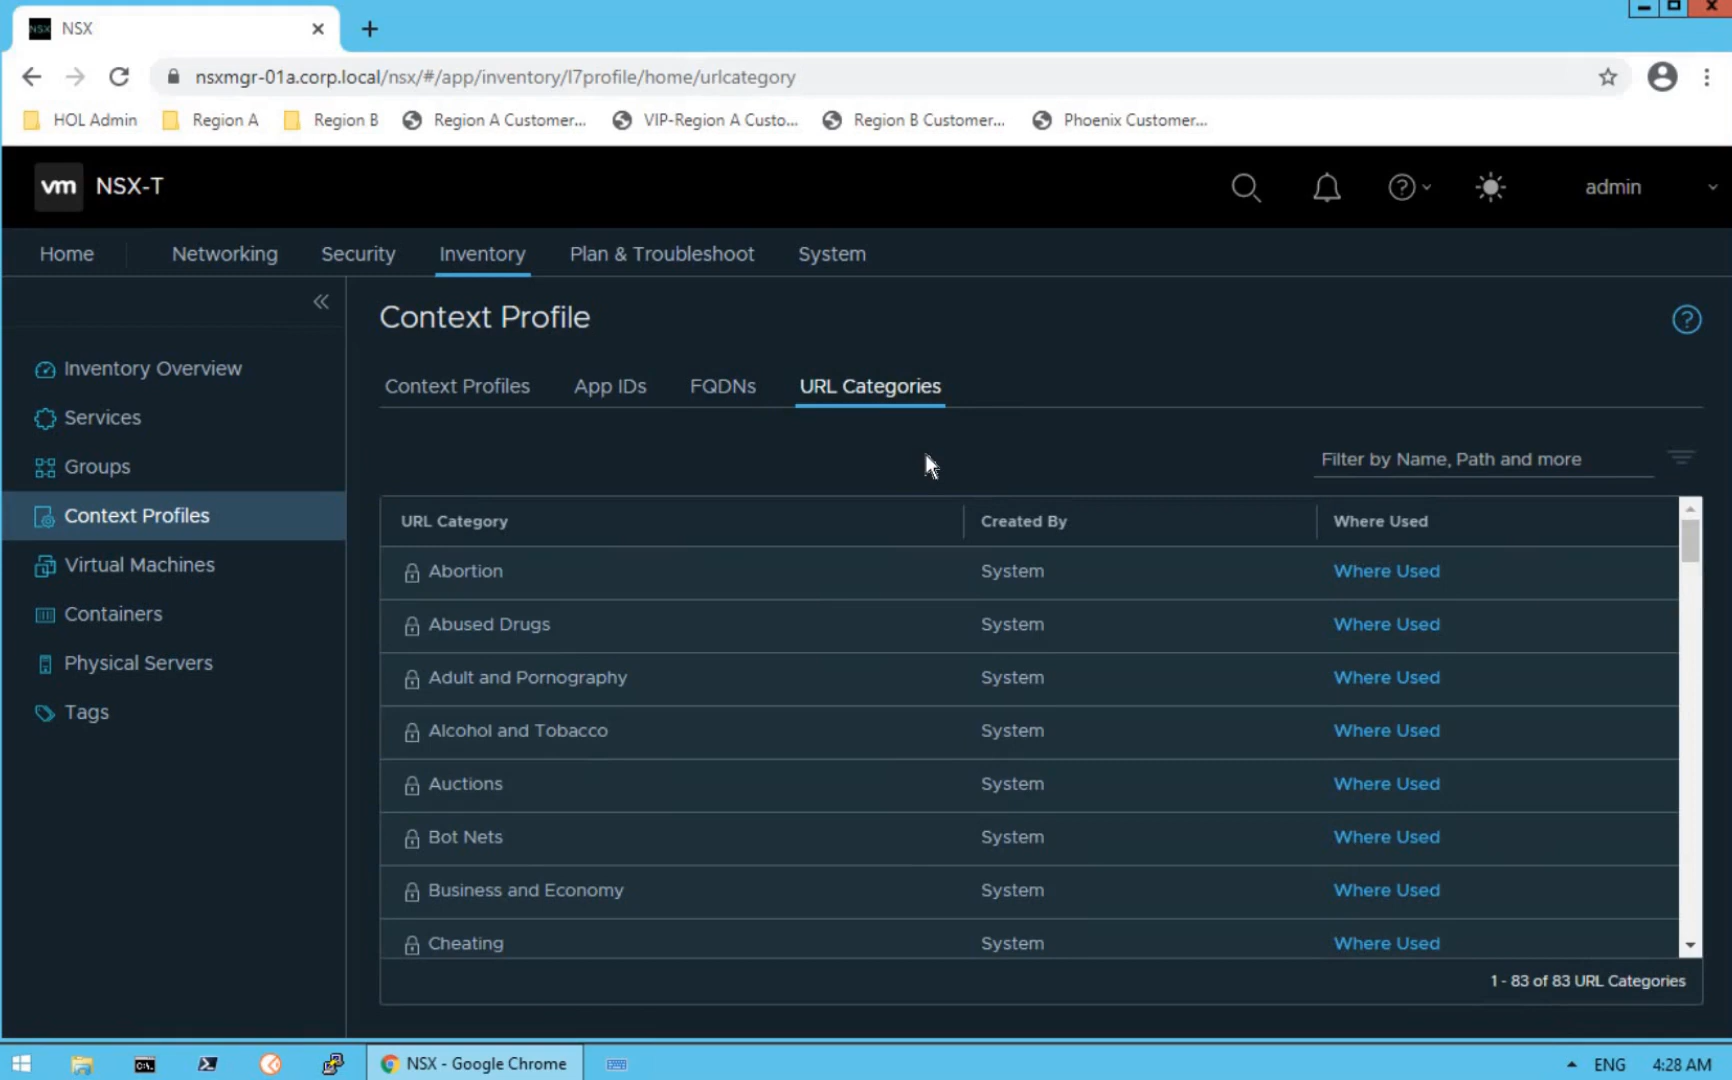 NSX
nsxmgr-01a.corp.local/nsx/#/app/inventory/l7profile/home/urlcategory
HOL Admin Region A Region B Region A Customer... VIP-Region A Custo... Region B Customer... Phoenix Customer...
vm NSX-T admin
Home Networking Security Inventory Plan & Troubleshoot System
Context Profile
Context Profiles App IDs FQDNs URL Categories
Inventory Overview
Services
Groups
Context Profiles
Virtual Machines
Containers
Physical Servers
Tags
Filter by Name, Path and more
URL Category Created By Where Used
Abortion System Where Used
Abused Drugs System Where Used
Adult and Pornography System Where Used
Alcohol and Tobacco System Where Used
Auctions System Where Used
Bot Nets System Where Used
Business and Economy System Where Used
Cheating System Where Used
1 - 83 of 83 URL Categories
NSX - Google Chrome ENG 4:28 AM